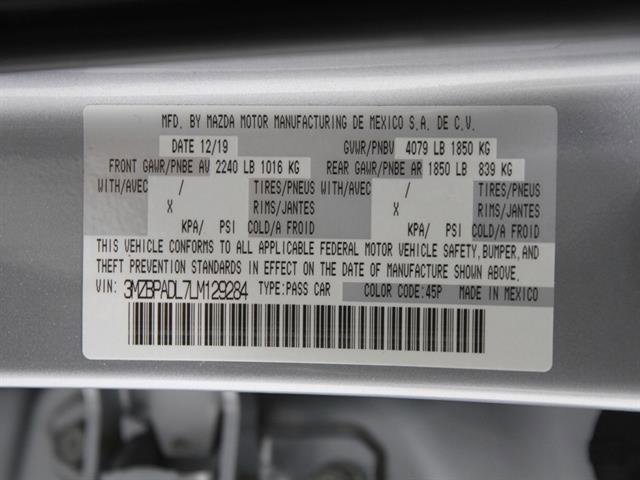 MFD. BY MAZDA MOTOR MANUFACTURING DE MEXICO S.A. DE C.V.
DATE 12/19 GVWR/PNBV 4079 LB 1850 KG
FRONT GAWR/PNBE AV 2240 LB 1016 KG REAR GAWR/PNBE AR 1850 LB 839 KG
WITH/AVEC / TIRES/PNEUS WITH/AVEC / TIRES/PNEUS
X RIMS/JANTES X RIMS/JANTES
KPA/ PSI COLD/A FROID KPA/ PSI COLD/A FROID
THIS VEHICLE CONFORMS TO ALL APPLICABLE FEDERAL MOTOR VEHICLE SAFETY, BUMPER, AND
THEFT PREVENTION STANDARDS IN EFFECT ON THE DATE OF MANUFACTURE SHOWN ABOVE.
VIN: 3MZBPADL7LM129284 TYPE: PASS CAR COLOR CODE: 45P MADE IN MEXICO